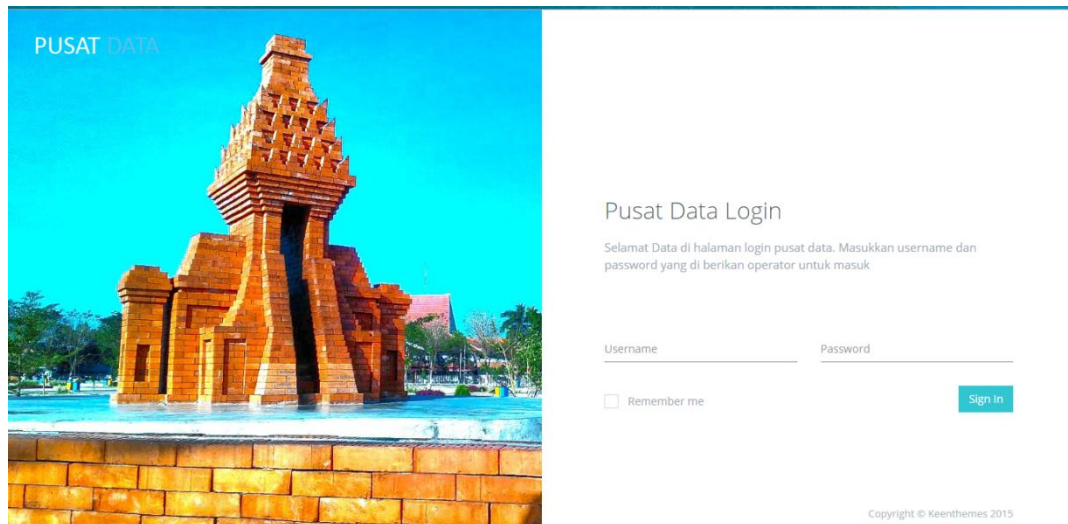 PUSAT DATA
Pusat Data Login
Selamat Data di halaman login pusat data. Masukkan username dan
password yang di berikan operator untuk masuk
Username Password
Remember me Sign In
Copyright © Keenthemes 2015